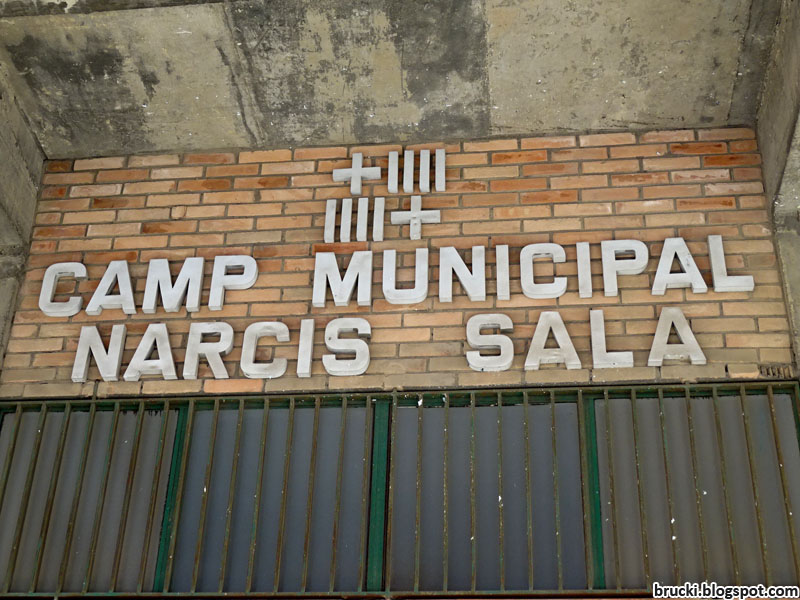 CAMP MUNICIPAL
NARCIS SALA
brucki.blogspot.com